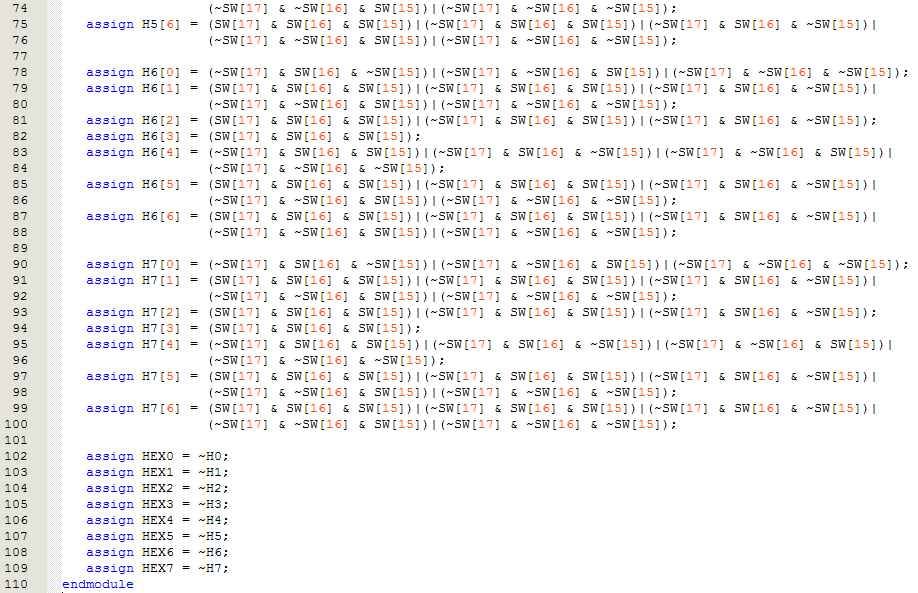 74 (~SW[17] & ~SW[16] & SW[15])|(~SW[17] & ~SW[16] & ~SW[15]);
75 assign H5[6] = (SW[17] & SW[16] & SW[15])|(~SW[17] & SW[16] & SW[15])|(~SW[17] & SW[16] & ~SW[15])|
76 (~SW[17] & ~SW[16] & SW[15])|(~SW[17] & ~SW[16] & ~SW[15]);
77
78 assign H6[0] = (~SW[17] & SW[16] & ~SW[15])|(~SW[17] & ~SW[16] & SW[15])|(~SW[17] & ~SW[16] & ~SW[15]);
79 assign H6[1] = (SW[17] & SW[16] & SW[15])|(~SW[17] & SW[16] & SW[15])|(~SW[17] & SW[16] & ~SW[15])|
80 (~SW[17] & ~SW[16] & SW[15])|(~SW[17] & ~SW[16] & ~SW[15]);
81 assign H6[2] = (SW[17] & SW[16] & SW[15])|(~SW[17] & SW[16] & SW[15])|(~SW[17] & SW[16] & ~SW[15]);
82 assign H6[3] = (SW[17] & SW[16] & SW[15]);
83 assign H6[4] = (~SW[17] & SW[16] & SW[15])|(~SW[17] & SW[16] & ~SW[15])|(~SW[17] & ~SW[16] & SW[15])|
84 (~SW[17] & ~SW[16] & ~SW[15]);
85 assign H6[5] = (SW[17] & SW[16] & SW[15])|(~SW[17] & SW[16] & SW[15])|(~SW[17] & SW[16] & ~SW[15])|
86 (~SW[17] & ~SW[16] & SW[15])|(~SW[17] & ~SW[16] & ~SW[15]);
87 assign H6[6] = (SW[17] & SW[16] & SW[15])|(~SW[17] & SW[16] & SW[15])|(~SW[17] & SW[16] & ~SW[15])|
88 (~SW[17] & ~SW[16] & SW[15])|(~SW[17] & ~SW[16] & ~SW[15]);
89
90 assign H7[0] = (~SW[17] & SW[16] & ~SW[15])|(~SW[17] & ~SW[16] & SW[15])|(~SW[17] & ~SW[16] & ~SW[15]);
91 assign H7[1] = (SW[17] & SW[16] & SW[15])|(~SW[17] & SW[16] & SW[15])|(~SW[17] & SW[16] & ~SW[15])|
92 (~SW[17] & ~SW[16] & SW[15])|(~SW[17] & ~SW[16] & ~SW[15]);
93 assign H7[2] = (SW[17] & SW[16] & SW[15])|(~SW[17] & SW[16] & SW[15])|(~SW[17] & SW[16] & ~SW[15]);
94 assign H7[3] = (SW[17] & SW[16] & SW[15]);
95 assign H7[4] = (~SW[17] & SW[16] & SW[15])|(~SW[17] & SW[16] & ~SW[15])|(~SW[17] & ~SW[16] & SW[15])|
96 (~SW[17] & ~SW[16] & ~SW[15]);
97 assign H7[5] = (SW[17] & SW[16] & SW[15])|(~SW[17] & SW[16] & SW[15])|(~SW[17] & SW[16] & ~SW[15])|
98 (~SW[17] & ~SW[16] & SW[15])|(~SW[17] & ~SW[16] & ~SW[15]);
99 assign H7[6] = (SW[17] & SW[16] & SW[15])|(~SW[17] & SW[16] & SW[15])|(~SW[17] & SW[16] & ~SW[15])|
100 (~SW[17] & ~SW[16] & SW[15])|(~SW[17] & ~SW[16] & ~SW[15]);
101
102 assign HEX0 = ~H0;
103 assign HEX1 = ~H1;
104 assign HEX2 = ~H2;
105 assign HEX3 = ~H3;
106 assign HEX4 = ~H4;
107 assign HEX5 = ~H5;
108 assign HEX6 = ~H6;
109 assign HEX7 = ~H7;
110 endmodule